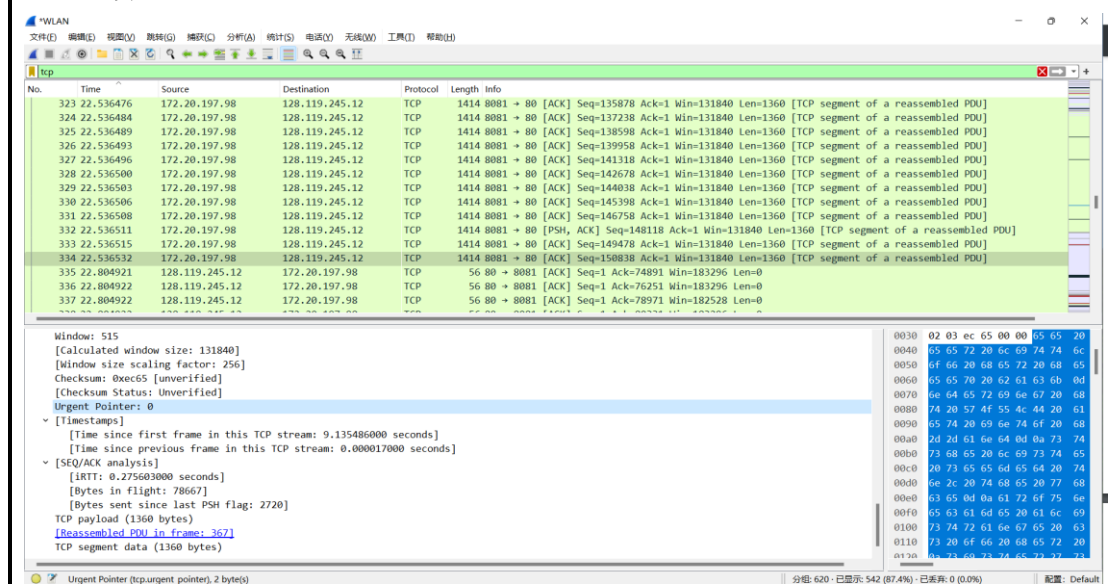 *WLAN
文件(F) 编辑(E) 视图(V) 跳转(G) 捕获(C) 分析(A) 统计(S) 电话(Y) 无线(W) 工具(T) 帮助(H)
tcp
No. Time Source Destination Protocol Length Info
323 22.536476 172.20.197.98 128.119.245.12 TCP 1414 8081 → 80 [ACK] Seq=135878 Ack=1 Win=131840 Len=1360 [TCP segment of a reassembled PDU]
324 22.536484 172.20.197.98 128.119.245.12 TCP 1414 8081 → 80 [ACK] Seq=137238 Ack=1 Win=131840 Len=1360 [TCP segment of a reassembled PDU]
325 22.536489 172.20.197.98 128.119.245.12 TCP 1414 8081 → 80 [ACK] Seq=138598 Ack=1 Win=131840 Len=1360 [TCP segment of a reassembled PDU]
326 22.536493 172.20.197.98 128.119.245.12 TCP 1414 8081 → 80 [ACK] Seq=139958 Ack=1 Win=131840 Len=1360 [TCP segment of a reassembled PDU]
327 22.536496 172.20.197.98 128.119.245.12 TCP 1414 8081 → 80 [ACK] Seq=141318 Ack=1 Win=131840 Len=1360 [TCP segment of a reassembled PDU]
328 22.536500 172.20.197.98 128.119.245.12 TCP 1414 8081 → 80 [ACK] Seq=142678 Ack=1 Win=131840 Len=1360 [TCP segment of a reassembled PDU]
329 22.536503 172.20.197.98 128.119.245.12 TCP 1414 8081 → 80 [ACK] Seq=144038 Ack=1 Win=131840 Len=1360 [TCP segment of a reassembled PDU]
330 22.536506 172.20.197.98 128.119.245.12 TCP 1414 8081 → 80 [ACK] Seq=145398 Ack=1 Win=131840 Len=1360 [TCP segment of a reassembled PDU]
331 22.536508 172.20.197.98 128.119.245.12 TCP 1414 8081 → 80 [ACK] Seq=146758 Ack=1 Win=131840 Len=1360 [TCP segment of a reassembled PDU]
332 22.536511 172.20.197.98 128.119.245.12 TCP 1414 8081 → 80 [PSH, ACK] Seq=148118 Ack=1 Win=131840 Len=1360 [TCP segment of a reassembled PDU]
333 22.536515 172.20.197.98 128.119.245.12 TCP 1414 8081 → 80 [ACK] Seq=149478 Ack=1 Win=131840 Len=1360 [TCP segment of a reassembled PDU]
334 22.536532 172.20.197.98 128.119.245.12 TCP 1414 8081 → 80 [ACK] Seq=150838 Ack=1 Win=131840 Len=1360 [TCP segment of a reassembled PDU]
335 22.804921 128.119.245.12 172.20.197.98 TCP 56 80 → 8081 [ACK] Seq=1 Ack=74891 Win=183296 Len=0
336 22.804922 128.119.245.12 172.20.197.98 TCP 56 80 → 8081 [ACK] Seq=1 Ack=76251 Win=183296 Len=0
337 22.804922 128.119.245.12 172.20.197.98 TCP 56 80 → 8081 [ACK] Seq=1 Ack=78971 Win=182528 Len=0
Window: 515
[Calculated window size: 131840]
[Window size scaling factor: 256]
Checksum: 0xec65 [unverified]
[Checksum Status: Unverified]
Urgent Pointer: 0
[Timestamps]
[Time since first frame in this TCP stream: 9.135486000 seconds]
[Time since previous frame in this TCP stream: 0.000017000 seconds]
[SEQ/ACK analysis]
[iRTT: 0.275603000 seconds]
[Bytes in flight: 78667]
[Bytes sent since last PSH flag: 2720]
TCP payload (1360 bytes)
[Reassembled PDU in frame: 367]
TCP segment data (1360 bytes)
0030 02 03 ec 65 00 00 65 65 20
0040 65 65 72 20 6c 69 74 74 6c
0050 6f 66 20 68 65 72 20 68 65
0060 65 65 70 20 62 61 63 6b 0d
0070 6e 64 65 72 69 6e 67 20 68
0080 74 20 57 4f 55 4c 44 20 61
0090 65 74 20 69 6e 74 6f 20 68
00a0 2d 2d 61 6e 64 0d 0a 73 74
00b0 73 68 65 20 6c 69 73 74 65
00c0 20 73 65 65 6d 65 64 20 74
00d0 6e 2c 20 74 68 65 20 77 68
00e0 63 65 0d 0a 61 72 6f 75 6e
00f0 65 63 61 6d 65 20 61 6c 69
0100 73 74 72 61 6e 67 65 20 63
0110 73 20 6f 66 20 68 65 72 20
0120 0a 73 69 73 74 65 72 27 73
Urgent Pointer (tcp.urgent_pointer), 2 byte(s)
分组: 620 · 已显示: 542 (87.4%) · 已丢弃: 0 (0.0%)
配置: Default